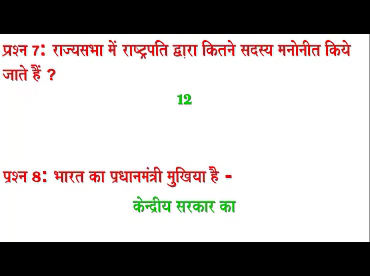 प्रश्न 7: राज्यसभा में राष्ट्रपति द्वारा कितने सदस्य मनोनीत किये
जाते हैं ?
12
प्रश्न 8: भारत का प्रधानमंत्री मुखिया है -
केन्द्रीय सरकार का